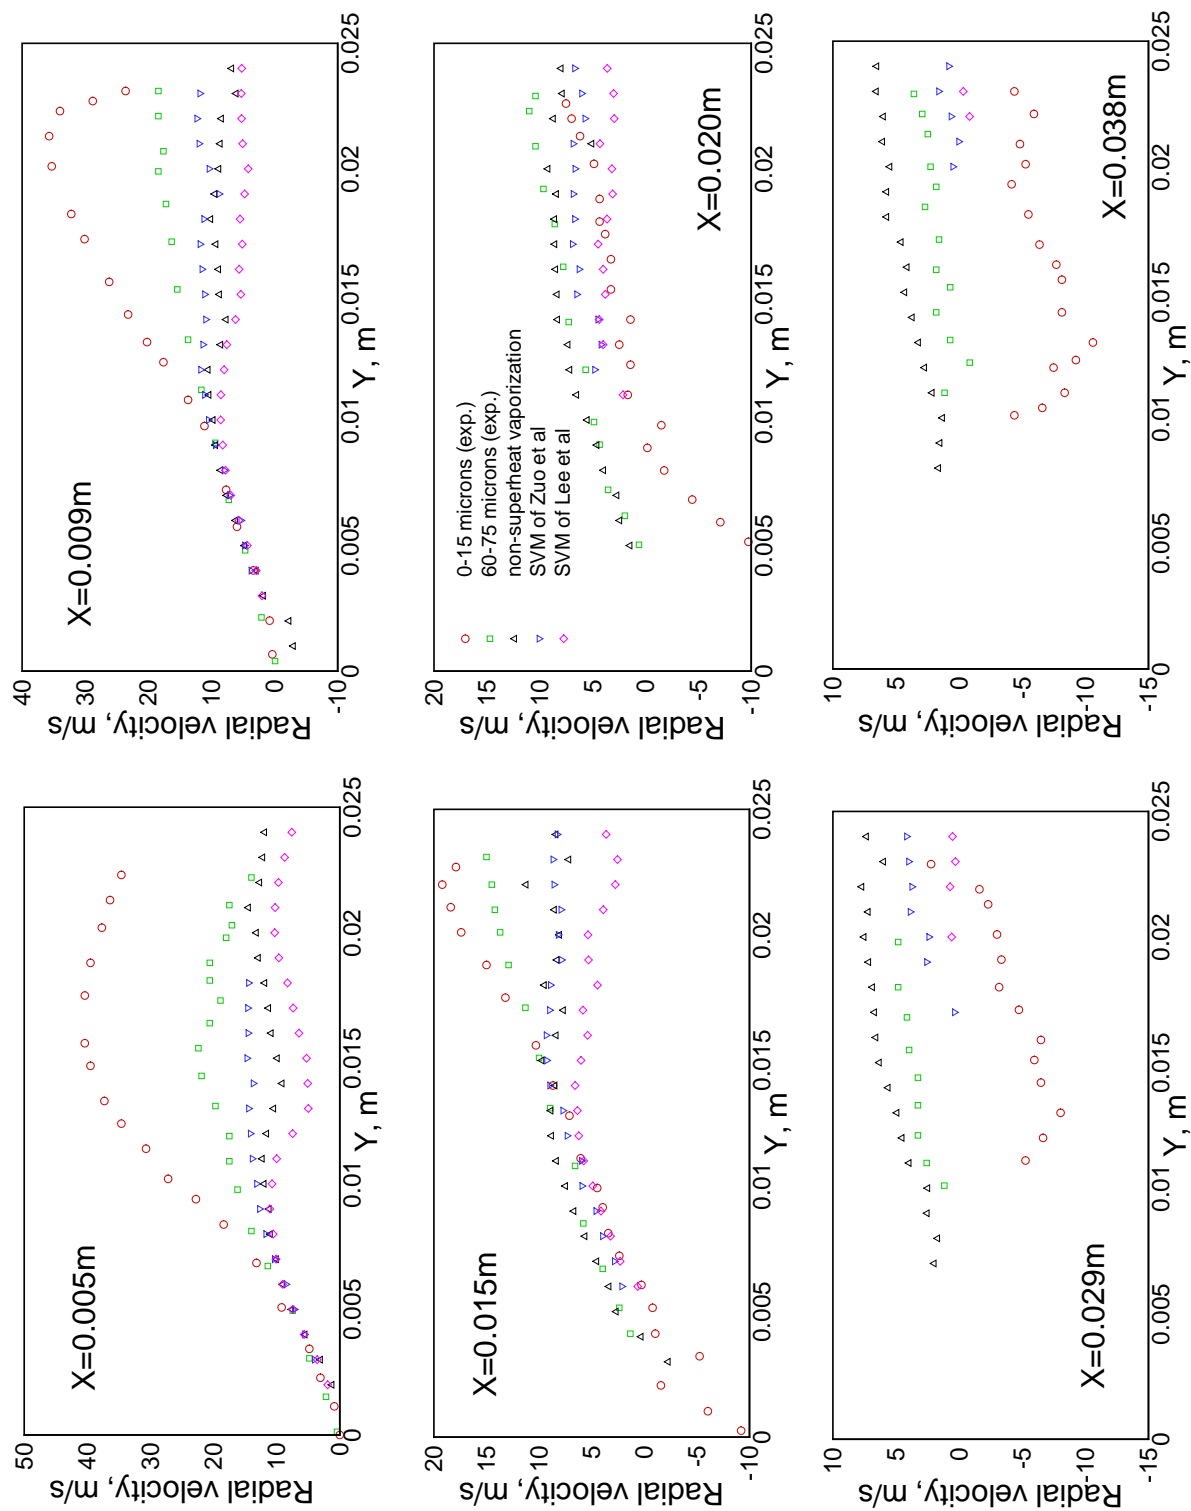 50
40
30
20
10
0
Radial velocity, m/s
X=0.005m
0 0.005 0.01 0.015 0.02 0.025
Y, m
40
30
20
10
0
-10
Radial velocity, m/s
X=0.009m
0 0.005 0.01 0.015 0.02 0.025
Y, m
20
15
10
5
0
-5
-10
Radial velocity, m/s
X=0.015m
0 0.005 0.01 0.015 0.02 0.025
Y, m
20
15
10
5
0
-5
-10
Radial velocity, m/s
0-15 microns (exp.)
60-75 microns (exp.)
non-superheat vaporization
SVM of Zuo et al
SVM of Lee et al
X=0.020m
0 0.005 0.01 0.015 0.02 0.025
Y, m
10
5
0
-5
-10
-15
Radial velocity, m/s
X=0.029m
0 0.005 0.01 0.015 0.02 0.025
Y, m
10
5
0
-5
-10
-15
Radial velocity, m/s
X=0.038m
0 0.005 0.01 0.015 0.02 0.025
Y, m